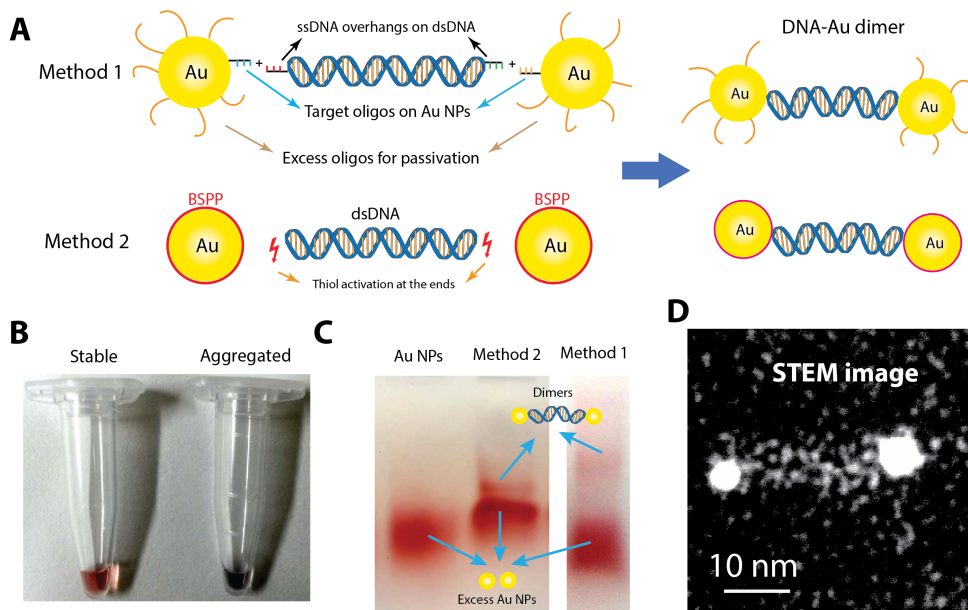 A
ssDNA overhangs on dsDNA
DNA-Au dimer
Method 1
Au
+
+
Au
Au
Au
Target oligos on Au NPs
Excess oligos for passivation
BSPP
BSPP
Method 2
Au
dsDNA
Au
Au
Au
Thiol activation at the ends
B
Stable
Aggregated
C
Au NPs
Method 2
Method 1
Dimers
Excess Au NPs
D
STEM image
10 nm